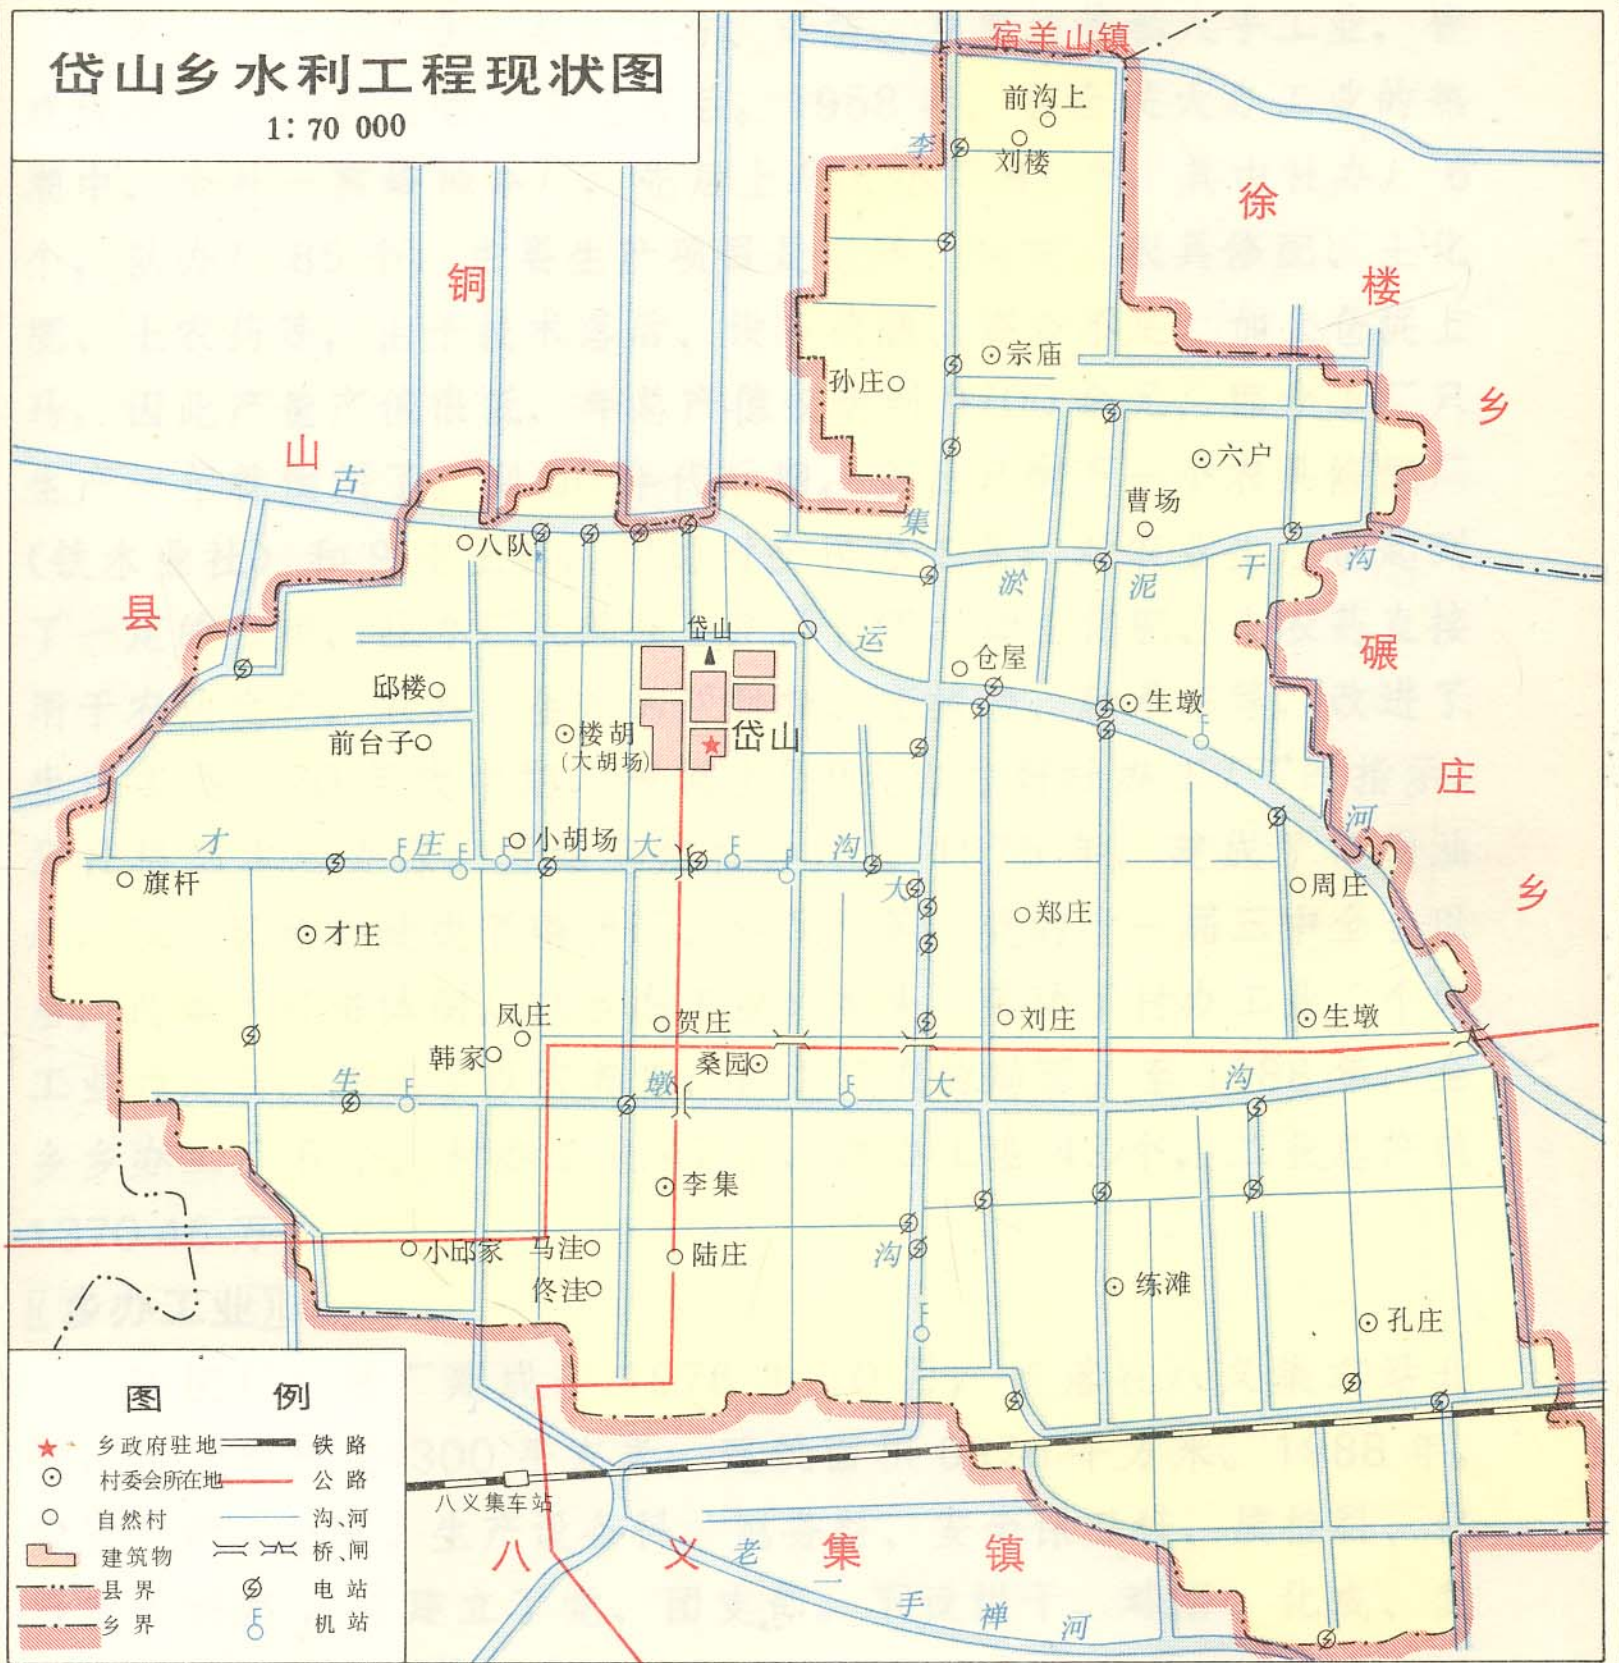 岱山乡水利工程现状图
1:70 000
宿羊山镇
前沟上
刘楼
李
徐
楼
乡
铜
山
县
宗庙
孙庄
六户
曹场
古
集
淤
泥
干
沟
八队
岱山
运
仓屋
碾
庄
乡
邱楼
生墩
前台子
楼胡
(大胡场)
岱山
河
才
庄
小胡场
大
沟
大
旗杆
周庄
才庄
郑庄
凤庄
贺庄
刘庄
生墩
韩家
桑园
生
墩
大
沟
李集
小邱家
马洼
陆庄
沟
佟洼
练滩
孔庄
图 例
乡政府驻地
铁路
村委会所在地
公路
自然村
沟、河
建筑物
桥、闸
县界
电站
乡界
机站
八义集车站
八
义
集
镇
老
一
手
禅
河